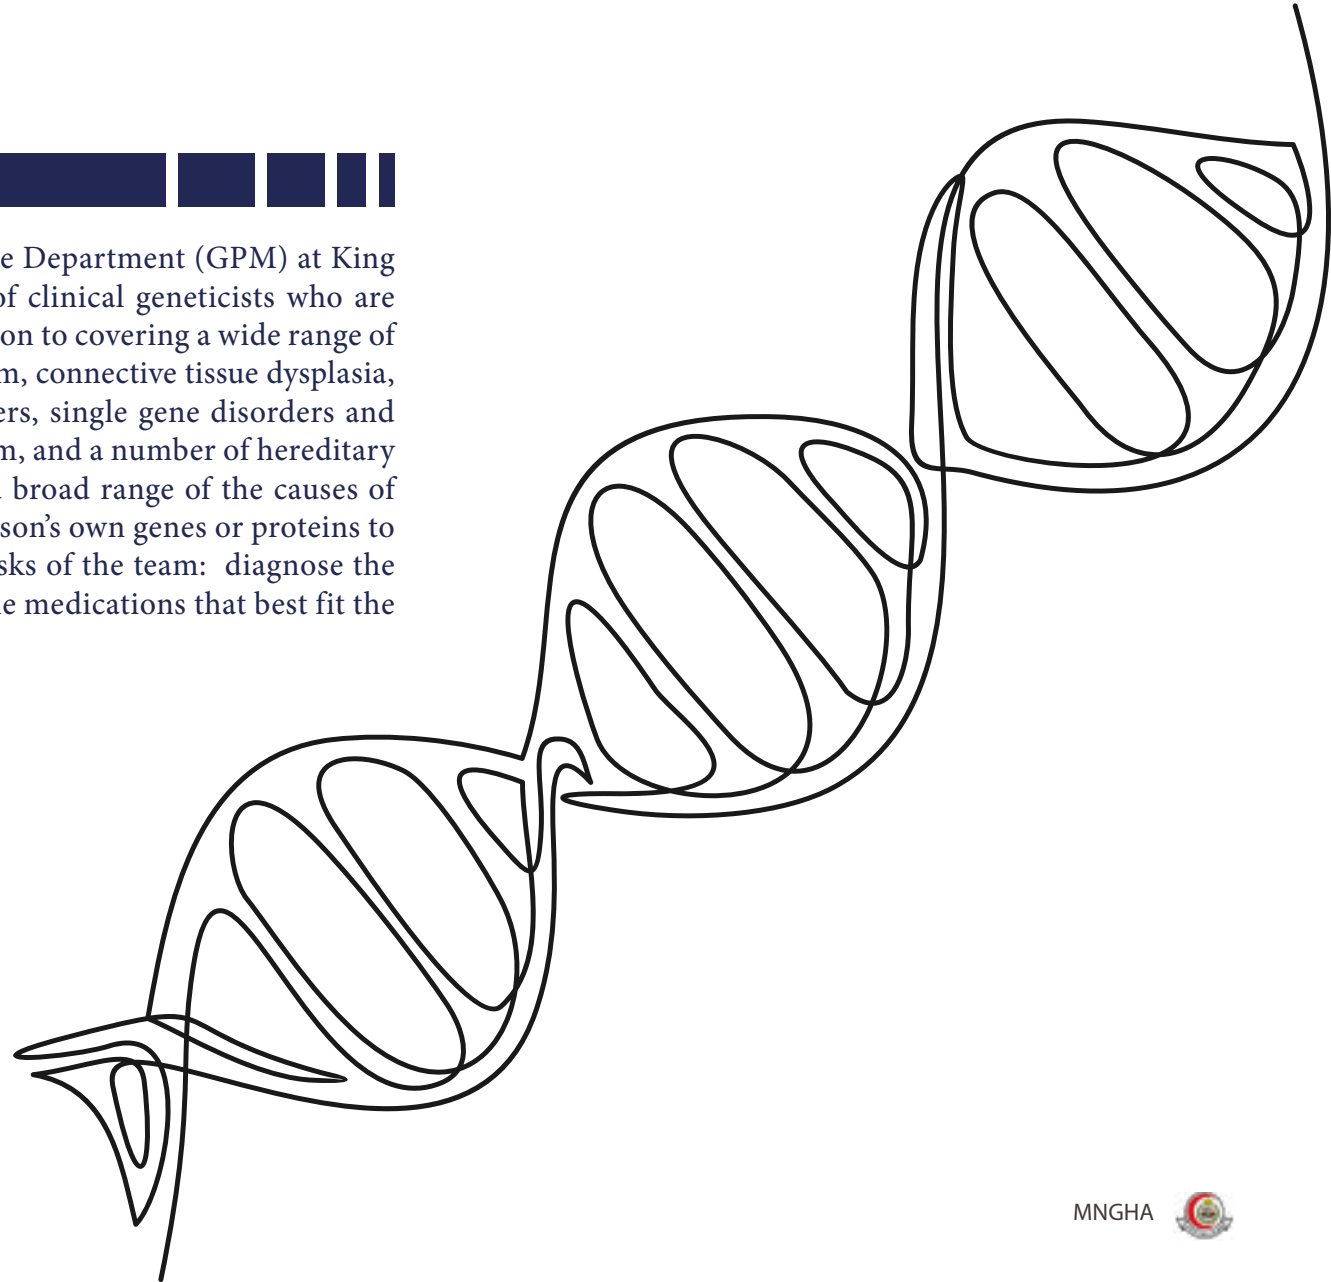 e Department (GPM) at King
of clinical geneticists who are
on to covering a wide range of
m, connective tissue dysplasia,
ers, single gene disorders and
m, and a number of hereditary
broad range of the causes of
son’s own genes or proteins to
sks of the team: diagnose the
e medications that best fit the
MNGHA